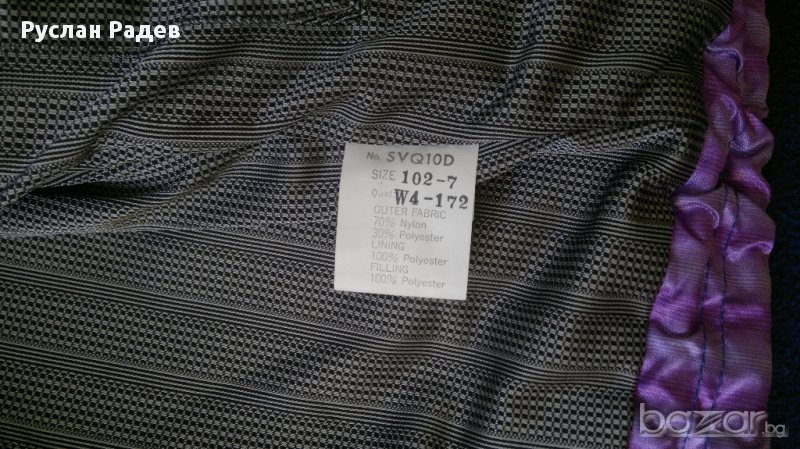 Руслан Радев
No. SVQ10D
SIZE 102-7
Qual W4-172
OUTER FABRIC
70% Nylon
30% Polyester
LINING
100% Polyester
FILLING
100% Polyester
bazar.bg